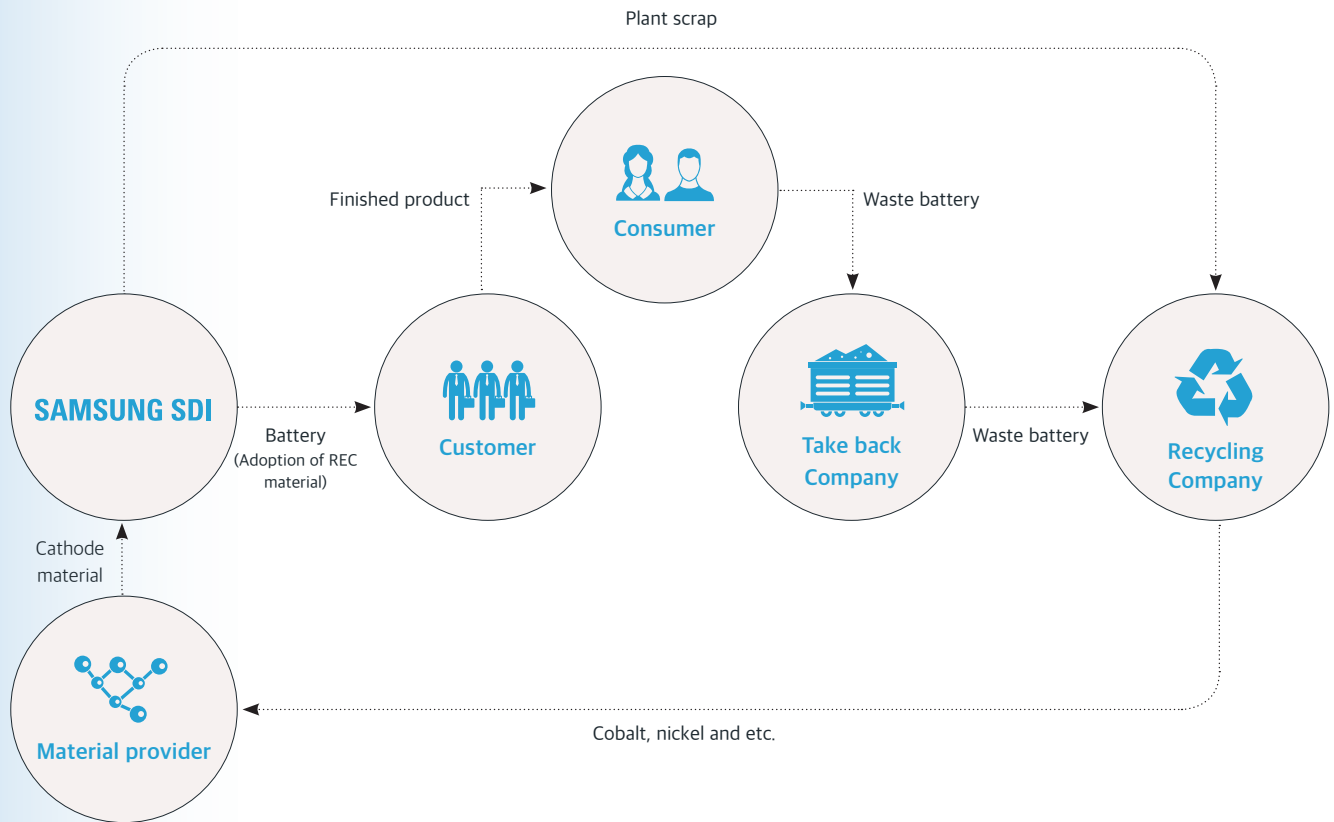 Plant scrap
Finished product
Consumer
Waste battery
SAMSUNG SDI
Battery
(Adoption of REC
material)
Customer
Take back
Company
Waste battery
Recycling
Company
Cathode
material
Material provider
Cobalt, nickel and etc.